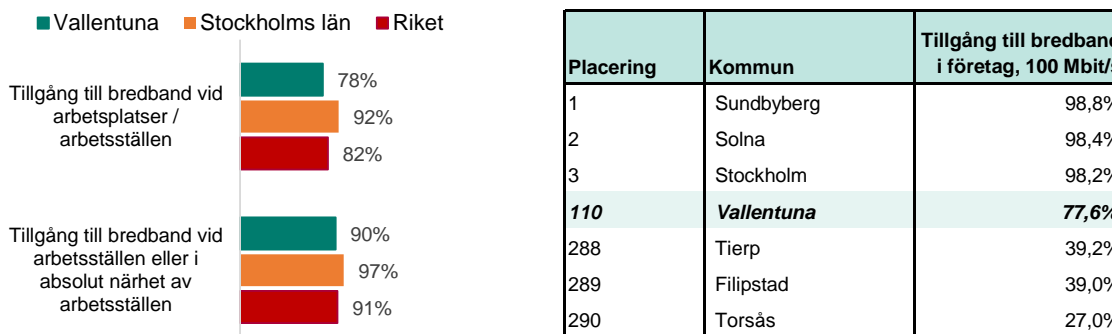 Vallentuna Stockholms län Riket
Tillgång till bredband vid
arbetsplatser /
arbetsställen
78%
92%
82%
Tillgång till bredband vid
arbetsställen eller i
absolut närhet av
arbetsställen
90%
97%
91%
Tillgång till bredband
Placering Kommun i företag, 100 Mbit/s
1 Sundbyberg 98,8%
2 Solna 98,4%
3 Stockholm 98,2%
110 Vallentuna 77,6%
288 Tierp 39,2%
289 Filipstad 39,0%
290 Torsås 27,0%